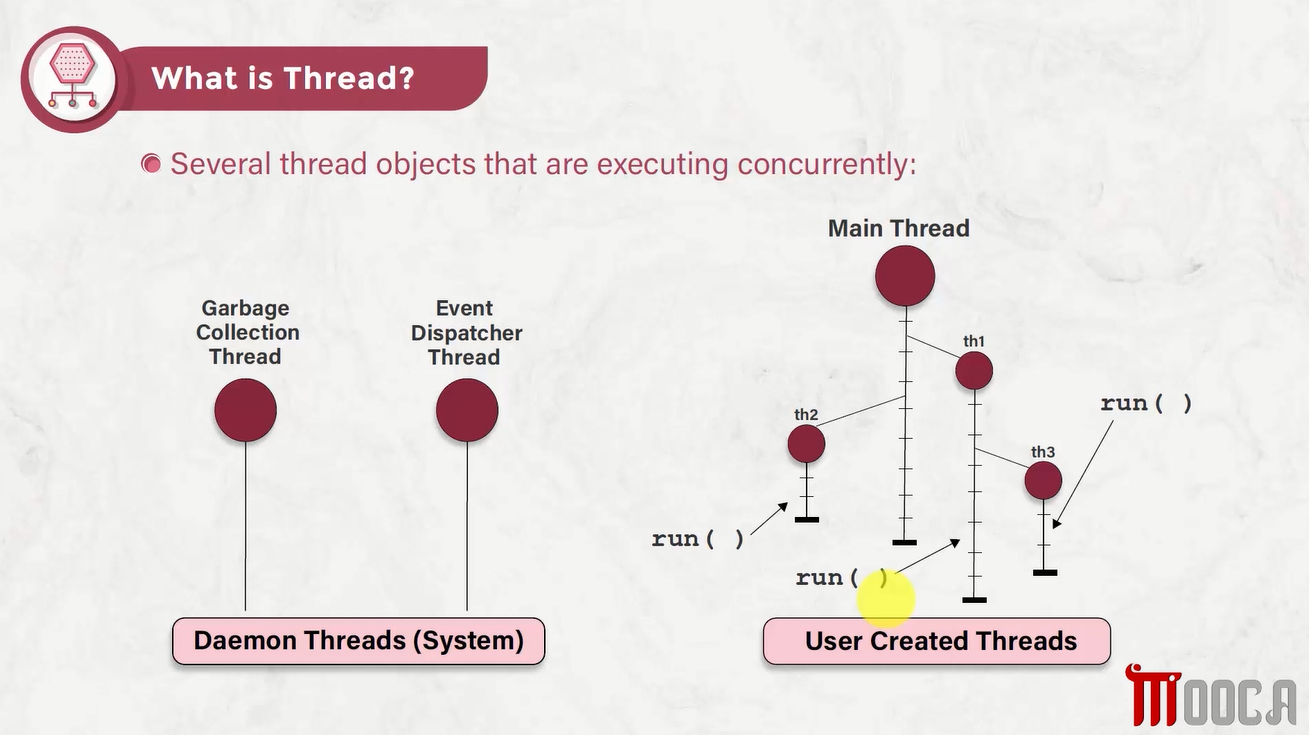 What is Thread?
Several thread objects that are executing concurrently:
Main Thread
Garbage
Collection
Thread
Event
Dispatcher
Thread
th1
th2
run( )
th3
run( )
run( )
Daemon Threads (System)
User Created Threads
MOOCA